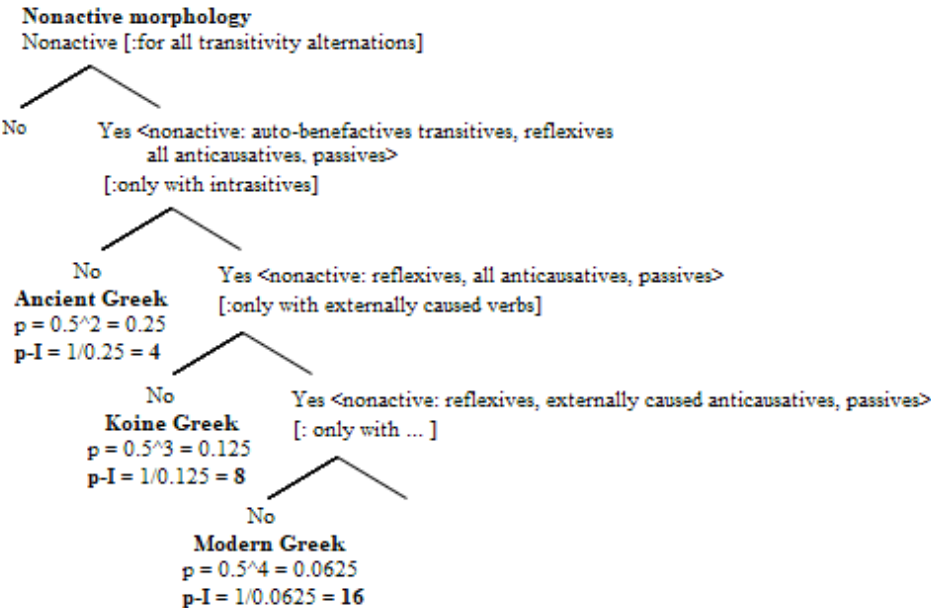 Nonactive morphology
Nonactive [:for all transitivity alternations]
No
Yes <nonactive: auto-benefactives transitives, reflexives
all anticausatives, passives>
[:only with intrasitives]
No
Ancient Greek
p = 0.5^2 = 0.25
p-I = 1/0.25 = 4
Yes <nonactive: reflexives, all anticausatives, passives>
[:only with externally caused verbs]
No
Koine Greek
p = 0.5^3 = 0.125
p-I = 1/0.125 = 8
Yes <nonactive: reflexives, externally caused anticausatives, passives>
[: only with ... ]
No
Modern Greek
p = 0.5^4 = 0.0625
p-I = 1/0.0625 = 16